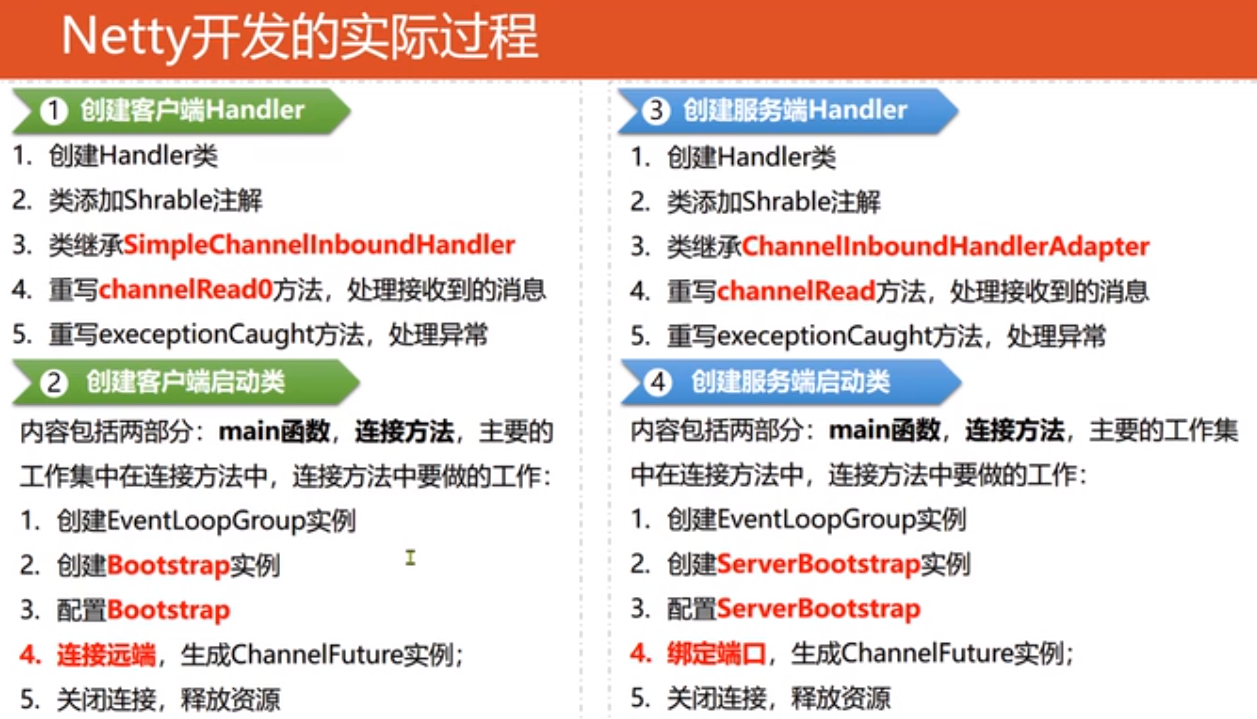 Netty开发的实际过程
1 创建客户端Handler
1. 创建Handler类
2. 类添加Shrable注解
3. 类继承SimpleChannelInboundHandler
4. 重写channelRead0方法，处理接收到的消息
5. 重写execeptionCaught方法，处理异常
2 创建客户端启动类
内容包括两部分：main函数，连接方法，主要的
工作集中在连接方法中，连接方法中要做的工作：
1. 创建EventLoopGroup实例
2. 创建Bootstrap实例
3. 配置Bootstrap
4. 连接远端，生成ChannelFuture实例；
5. 关闭连接，释放资源
3 创建服务端Handler
1. 创建Handler类
2. 类添加Shrable注解
3. 类继承ChannelInboundHandlerAdapter
4. 重写channelRead方法，处理接收到的消息
5. 重写execeptionCaught方法，处理异常
4 创建服务端启动类
内容包括两部分：main函数，连接方法，主要的工作集
中在连接方法中，连接方法中要做的工作：
1. 创建EventLoopGroup实例
2. 创建ServerBootstrap实例
3. 配置ServerBootstrap
4. 绑定端口，生成ChannelFuture实例；
5. 关闭连接，释放资源